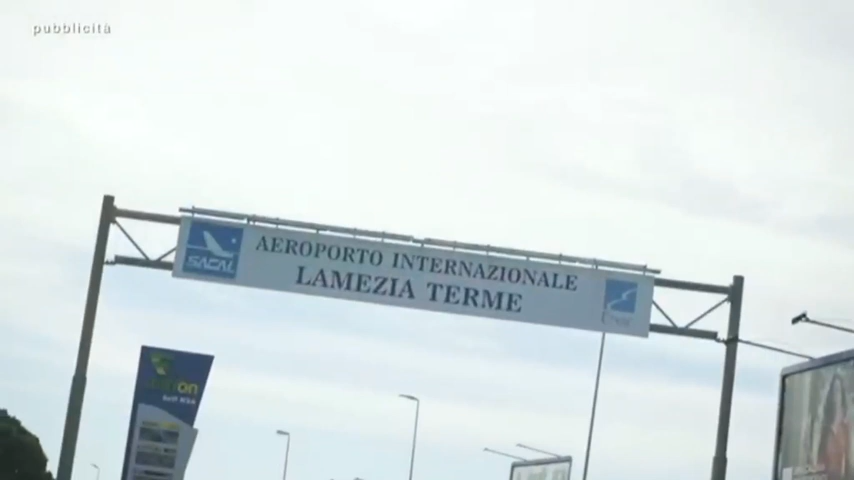 pubblicità
AEROPORTO INTERNAZIONALE
LAMEZIA TERME
SACAL